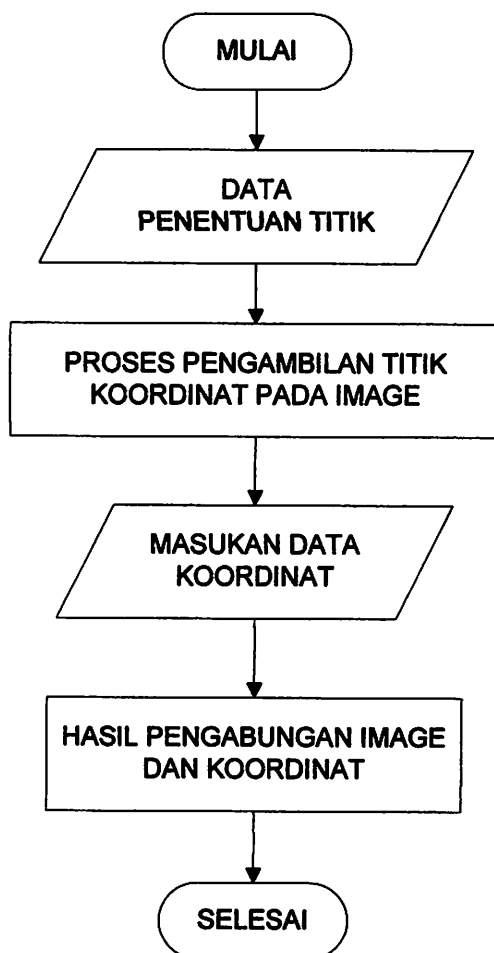 MULAI
DATA
PENENTUAN TITIK
PROSES PENGAMBILAN TITIK
KOORDINAT PADA IMAGE
MASUKAN DATA
KOORDINAT
HASIL PENGABUNGAN IMAGE
DAN KOORDINAT
SELESAI